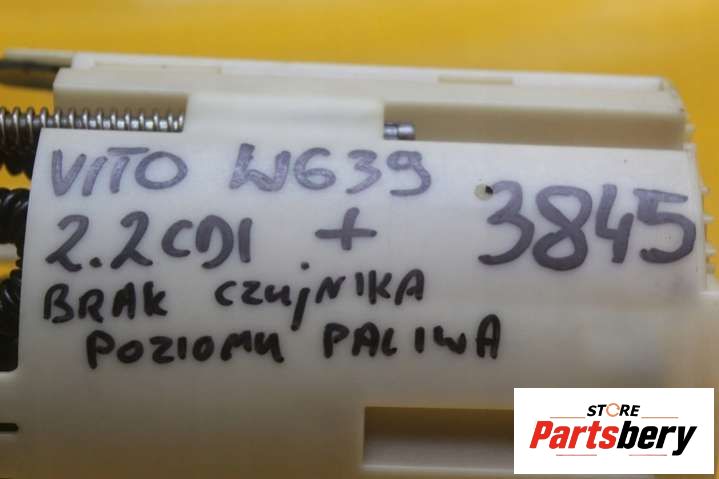 VITO W639
2.2CDI + 3845
BRAK CZUJNIKA
POZIOMU PALIWA
STORE
Partsbery